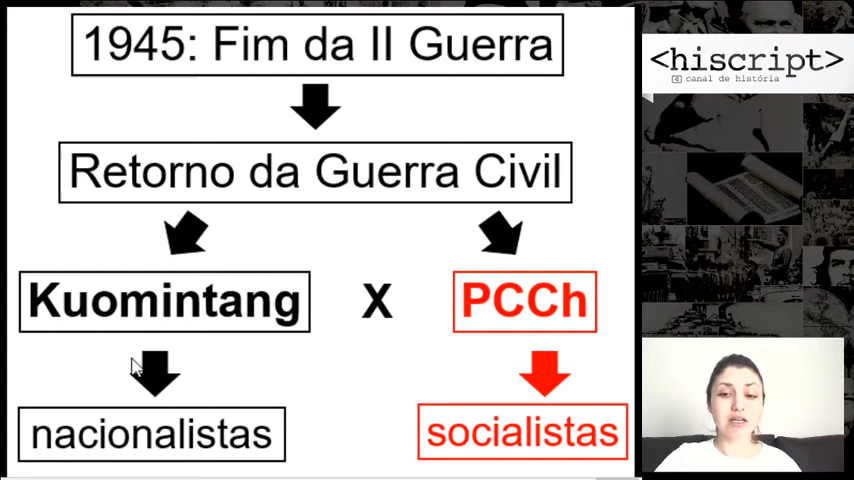 1945: Fim da II Guerra
Retorno da Guerra Civil
Kuomintang X PCCh
nacionalistas
socialistas
<hiscript>
canal de história